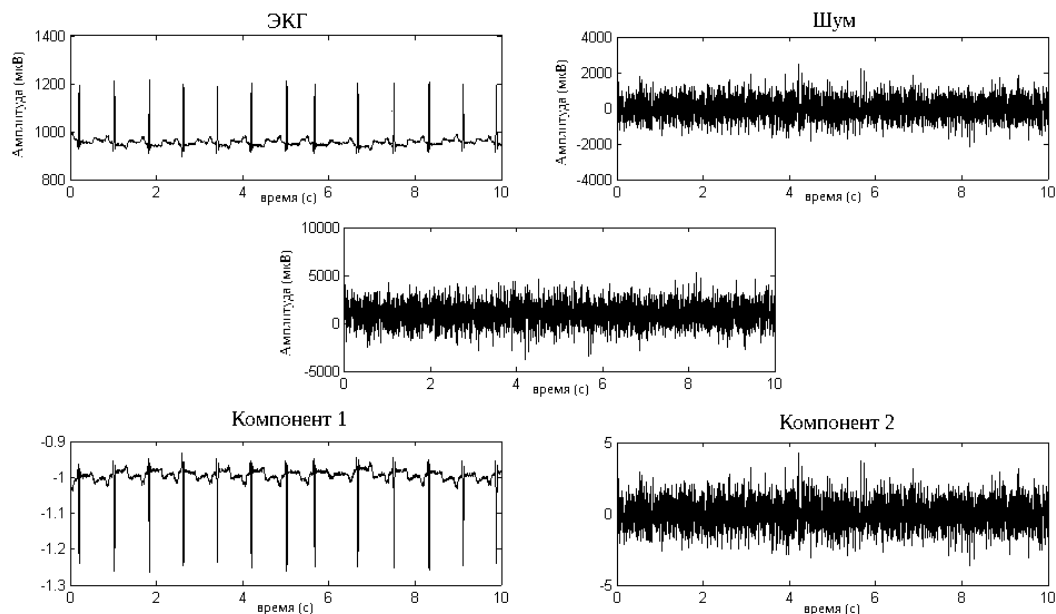 ЭКГ
Амплитуда (мкВ)
1400
1200
1000
800
0 2 4 6 8 10
время (с)
Шум
Амплитуда (мкВ)
4000
2000
0
-2000
-4000
0 2 4 6 8 10
время (с)
Амплитуда (мкВ)
10000
5000
0
-5000
0 2 4 6 8 10
время (с)
Компонент 1
-0.9
-1
-1.1
-1.2
-1.3
0 2 4 6 8 10
время (с)
Компонент 2
5
0
-5
0 2 4 6 8 10
время (с)